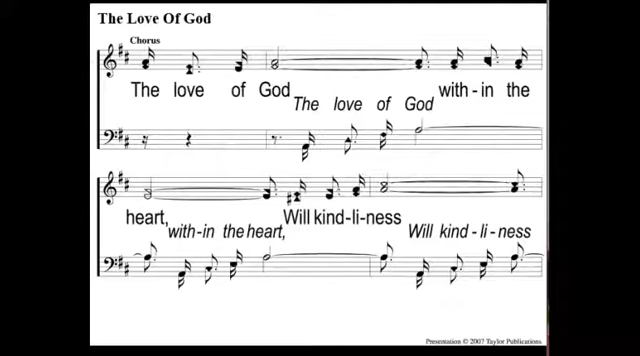 The Love Of God
Chorus
The love of God with - in the
The love of God
heart, Will kind-li-ness
with-in the heart, Will kind - li - ness
Presentation © 2007 Taylor Publications.